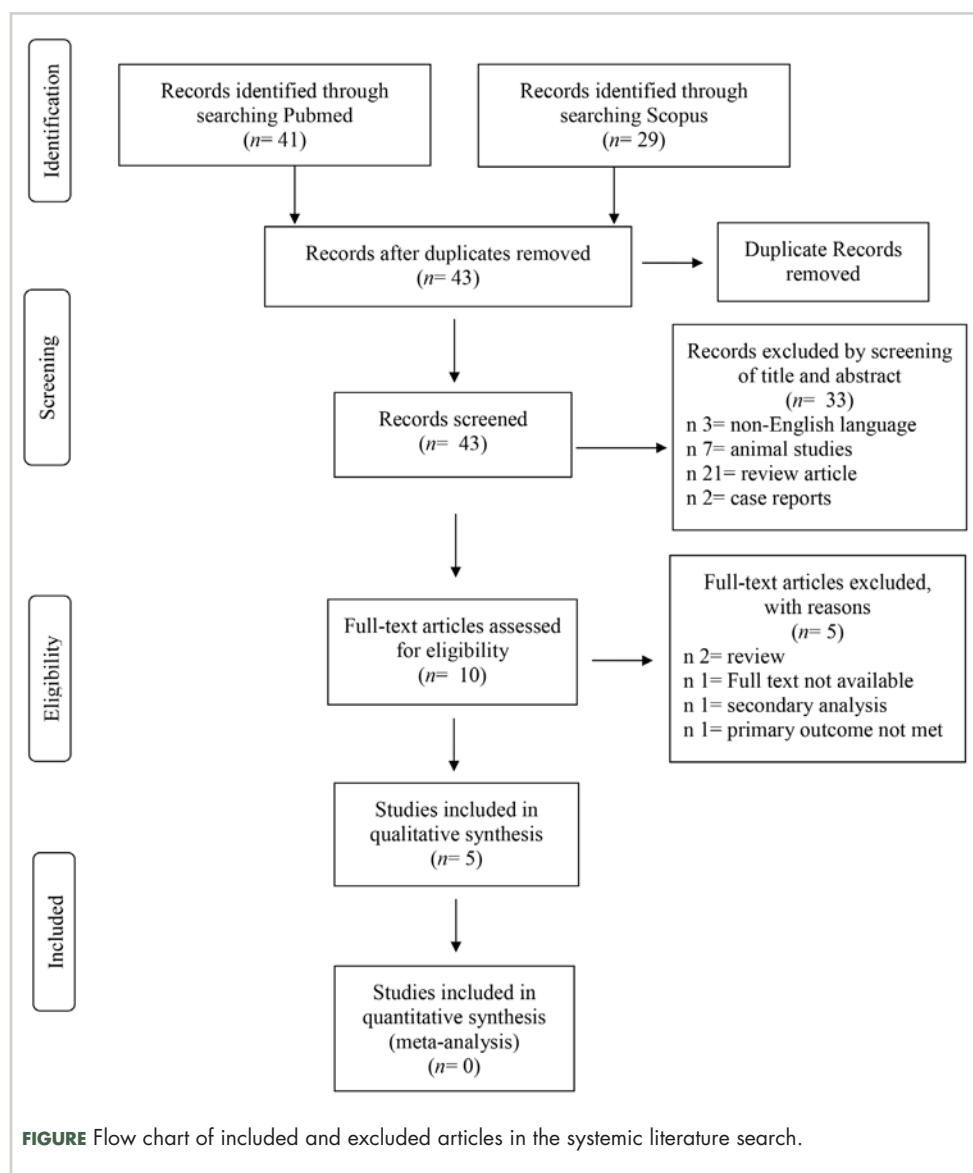 Identification
Records identified through
searching Pubmed
(n= 41)
Records identified through
searching Scopus
(n= 29)
Records after duplicates removed
(n= 43)
Duplicate Records
removed
Screening
Records screened
(n= 43)
Records excluded by screening
of title and abstract
(n= 33)
n 3= non-English language
n 7= animal studies
n 21= review article
n 2= case reports
Eligibility
Full-text articles assessed
for eligibility
(n= 10)
Full-text articles excluded,
with reasons
(n= 5)
n 2= review
n 1= Full text not available
n 1= secondary analysis
n 1= primary outcome not met
Included
Studies included in
qualitative synthesis
(n= 5)
Studies included in
quantitative synthesis
(meta-analysis)
(n= 0)
FIGURE Flow chart of included and excluded articles in the systemic literature search.